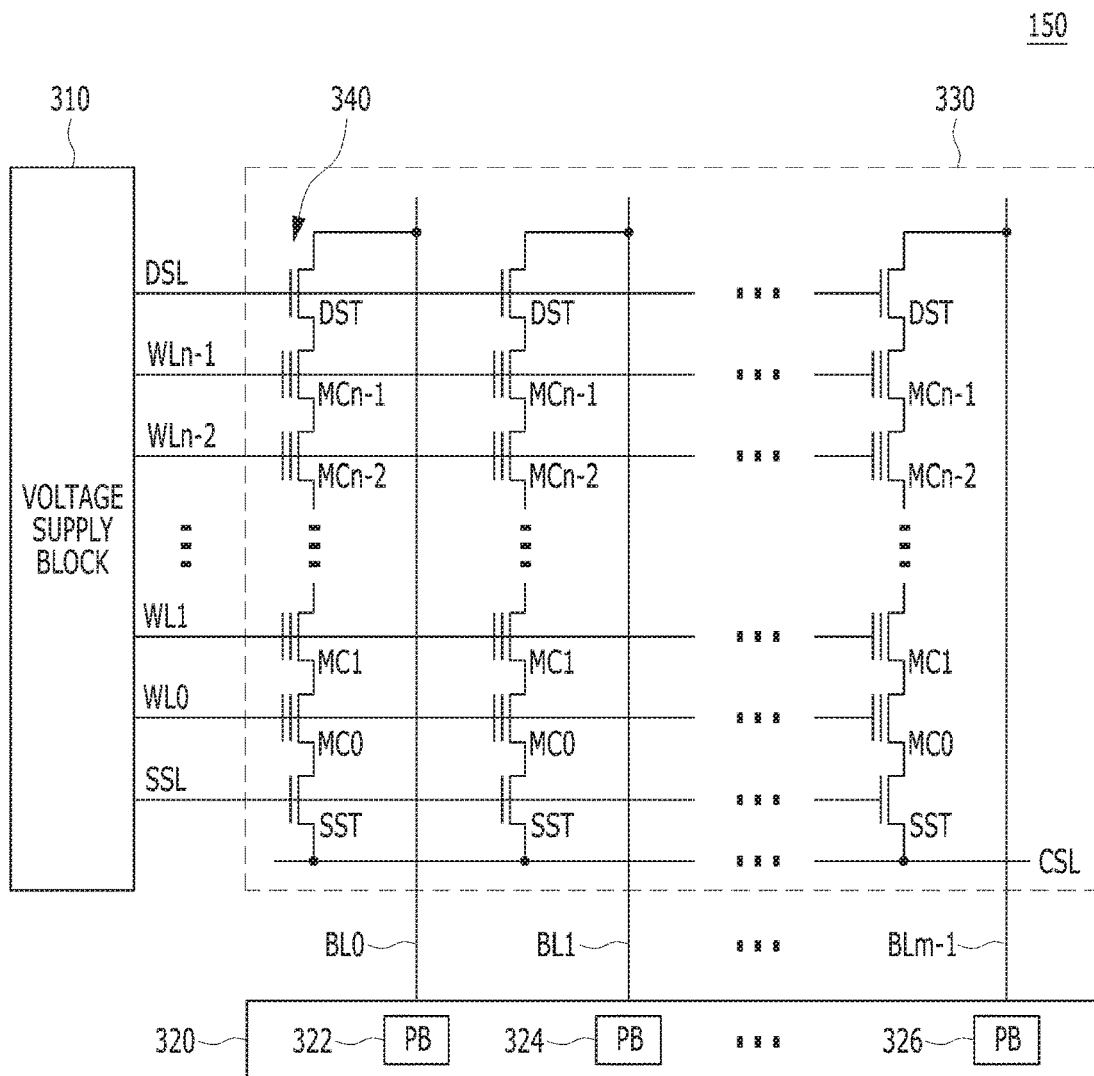 150
310
340
330
DSL
DST
DST
DST
WLn-1
MCn-1
MCn-1
MCn-1
WLn-2
MCn-2
MCn-2
MCn-2
VOLTAGE
SUPPLY
BLOCK
WL1
MC1
MC1
MC1
WL0
MC0
MC0
MC0
SSL
SST
SST
SST
CSL
BL0
BL1
BLm-1
320
322
PB
324
PB
326
PB